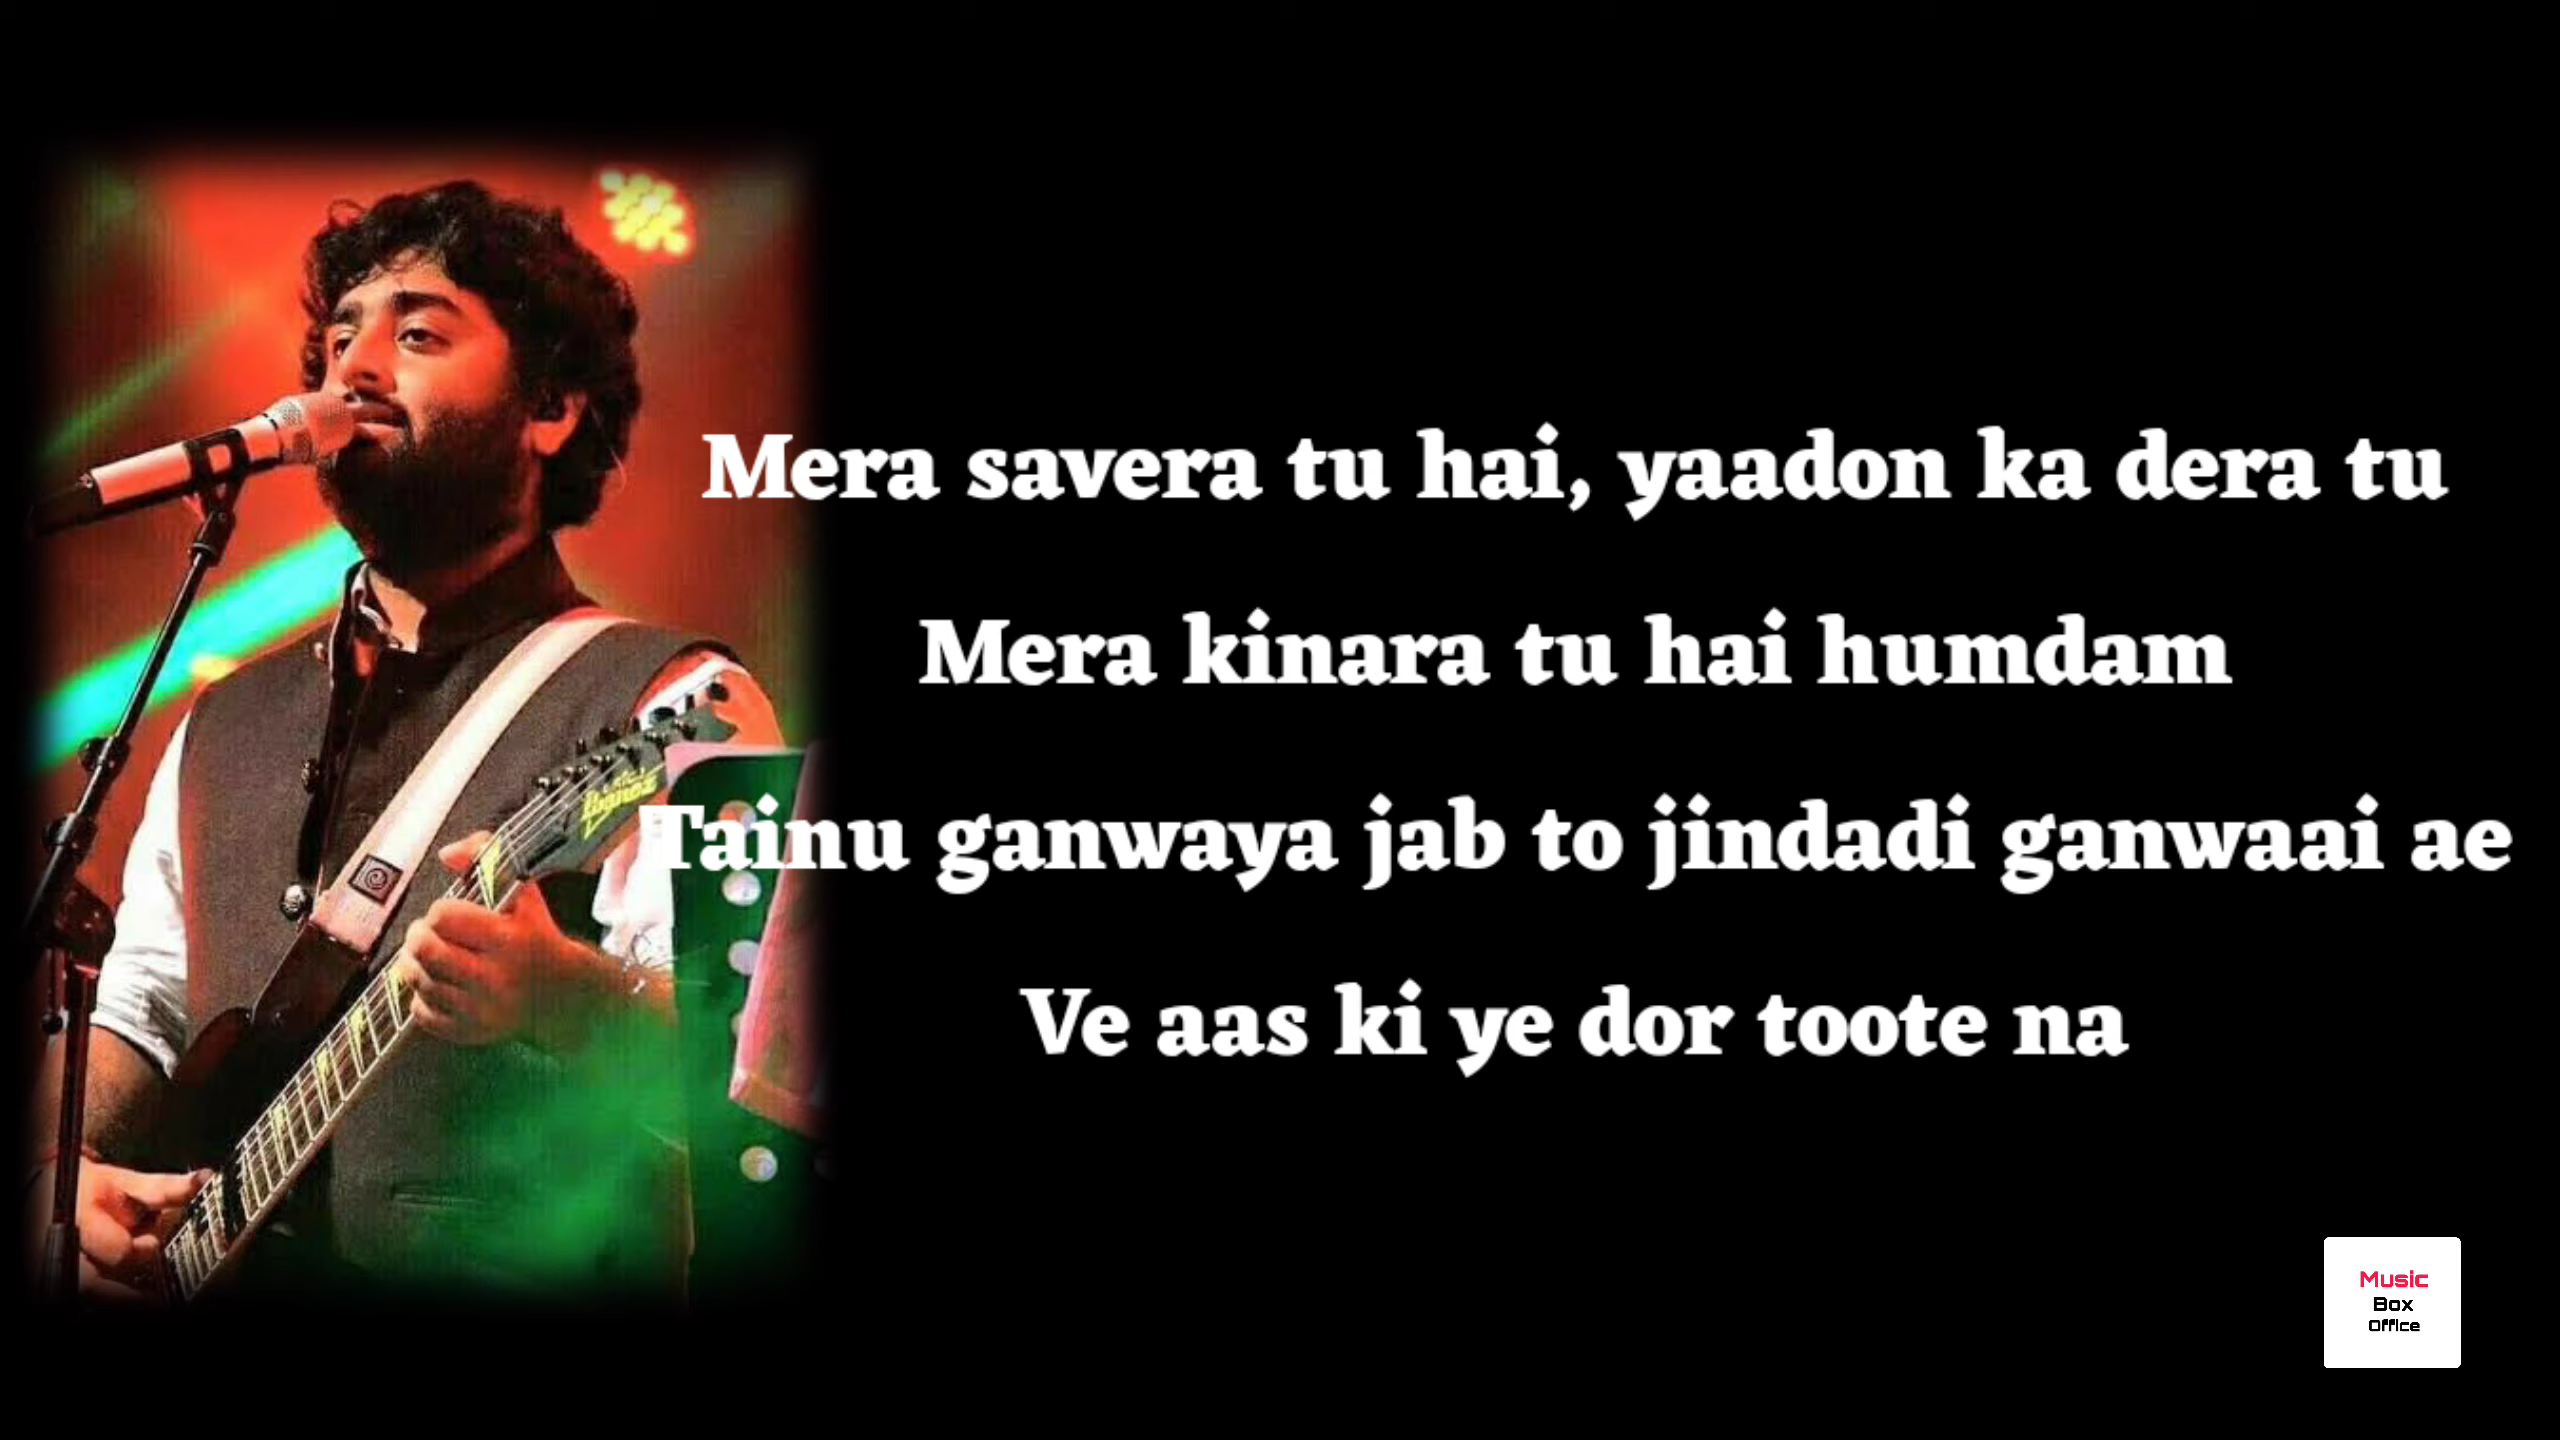 Mera savera tu hai, yaadon ka dera tu
Mera kinara tu hai humdam
Tainu ganwaya jab to jindadi ganwaai ae
Ve aas ki ye dor toote na
Ibanez
Music
Box
Office